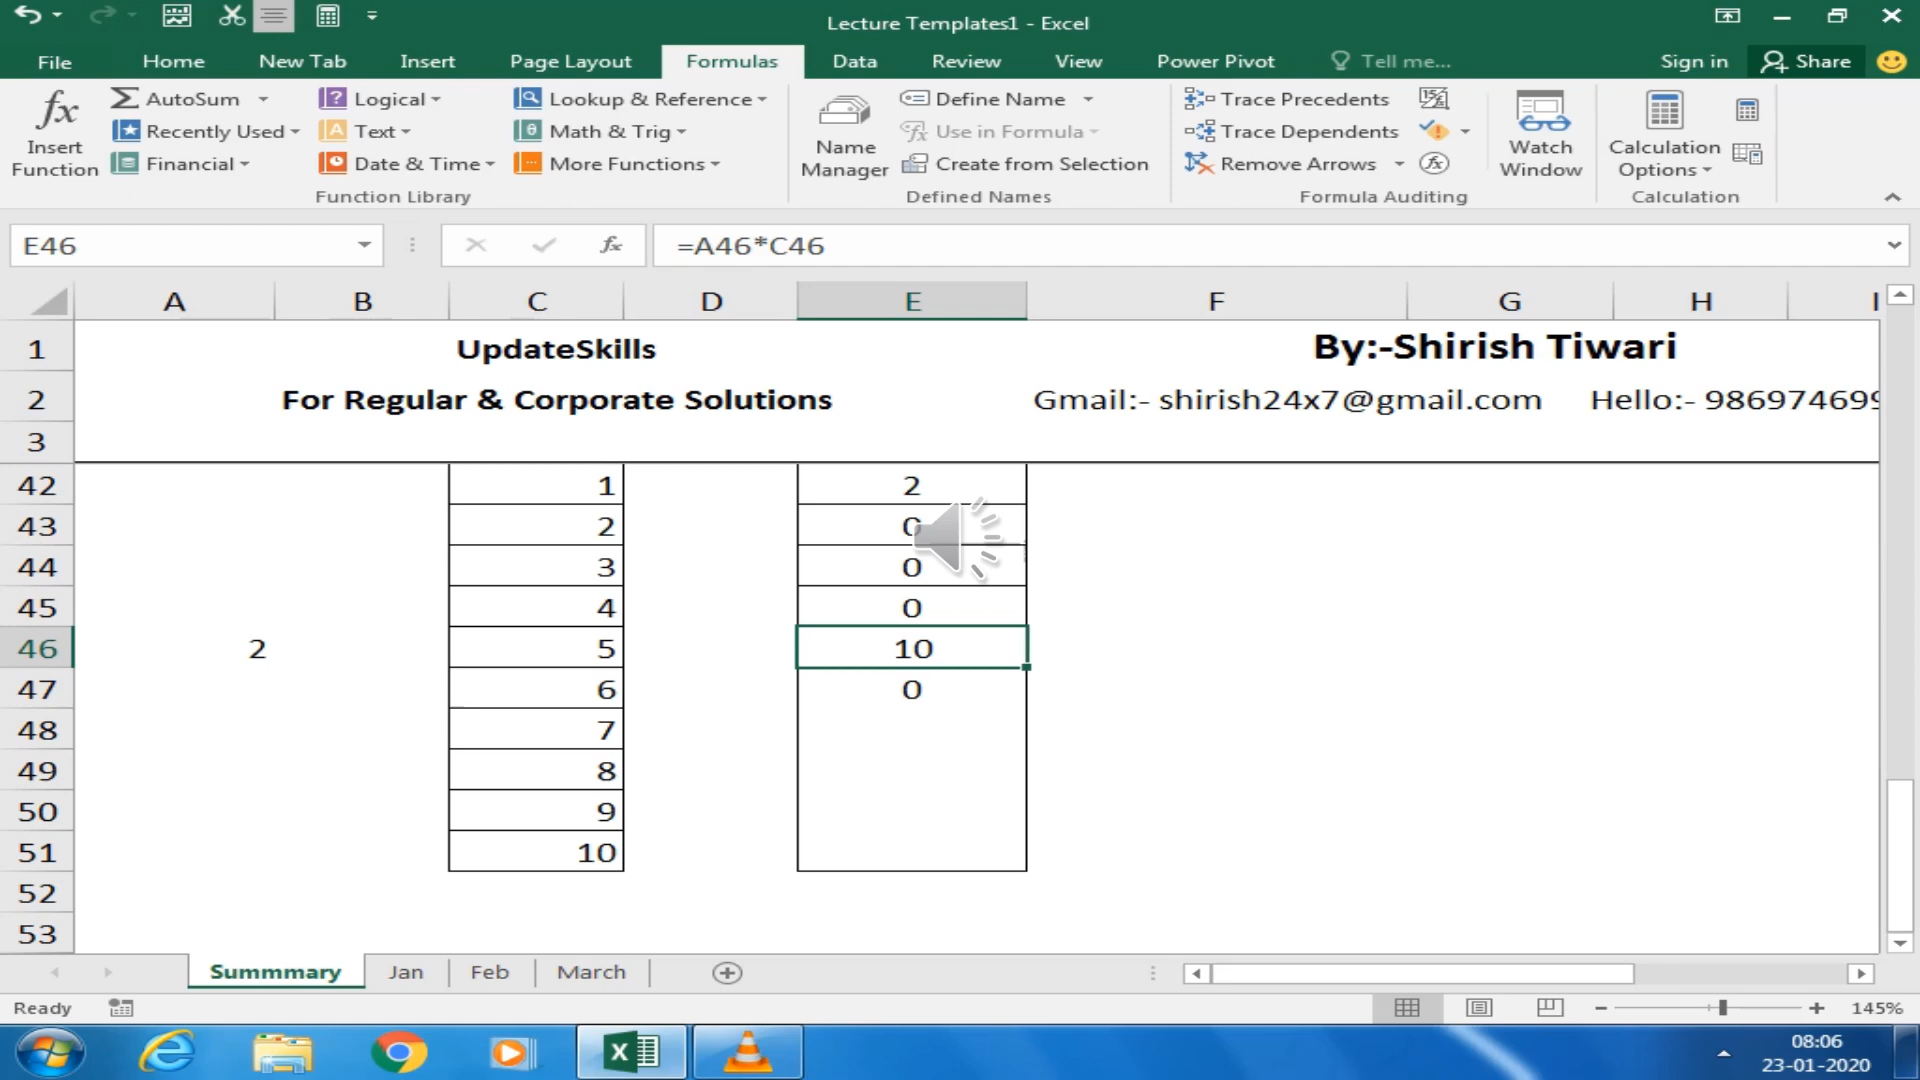 Lecture Templates1 - Excel
File Home New Tab Insert Page Layout Formulas Data Review View Power Pivot Tell me... Sign in Share
fx Insert Function
AutoSum
Recently Used
Financial
Logical
Text
Date & Time
Lookup & Reference
Math & Trig
More Functions
Function Library
Name Manager
Define Name
Use in Formula
Create from Selection
Defined Names
Trace Precedents
Trace Dependents
Remove Arrows
Formula Auditing
Watch Window
Calculation Options
Calculation
E46 fx =A46*C46
A B C D E F G H I
1 UpdateSkills By:-Shirish Tiwari
2 For Regular & Corporate Solutions Gmail:- shirish24x7@gmail.com Hello:- 986974699
3
42 1 2
43 2 0
44 3 0
45 4 0
46 2 5 10
47 6 0
48 7
49 8
50 9
51 10
52
53
Summmary Jan Feb March
Ready 145%
08:06
23-01-2020